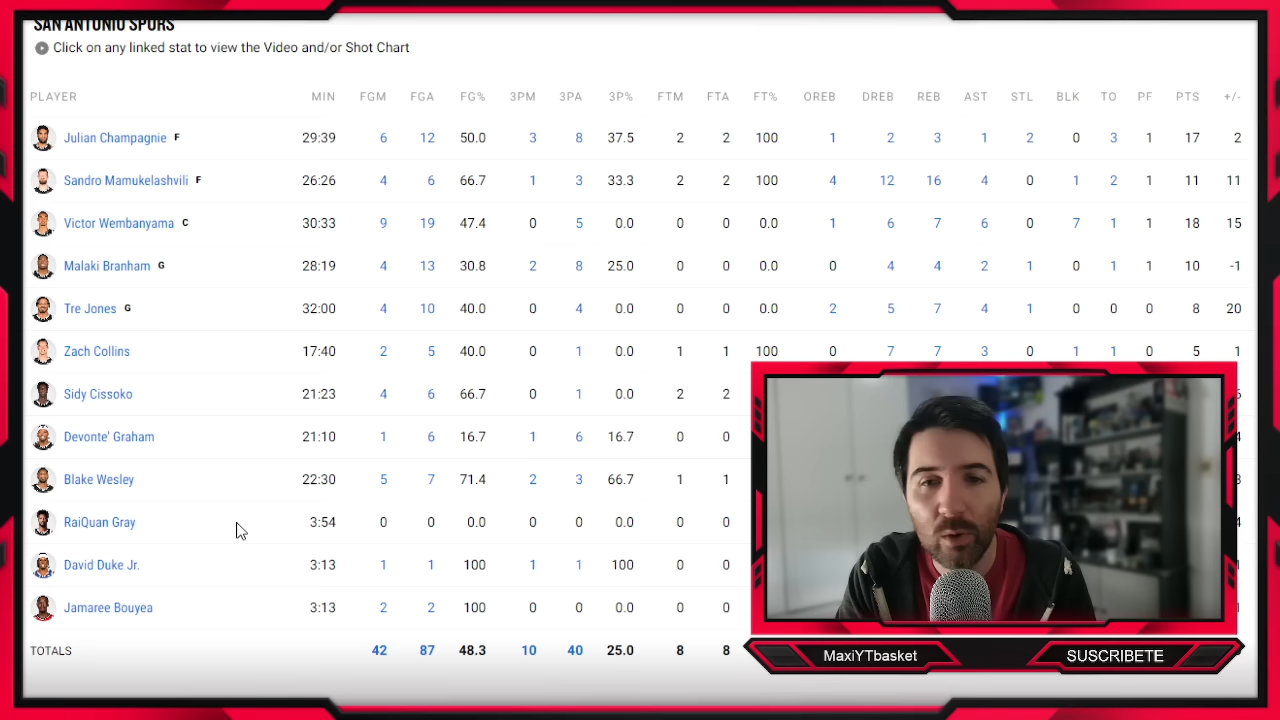 SAN ANTONIO SPURS
Click on any linked stat to view the Video and/or Shot Chart
PLAYER MIN FGM FGA FG% 3PM 3PA 3P% FTM FTA FT% OREB DREB REB AST STL BLK TO PF PTS +/-
Julian Champagnie F 29:39 6 12 50.0 3 8 37.5 2 2 100 1 2 3 1 2 0 3 1 17 2
Sandro Mamukelashvili F 26:26 4 6 66.7 1 3 33.3 2 2 100 4 12 16 4 0 1 2 1 11 11
Victor Wembanyama C 30:33 9 19 47.4 0 5 0.0 0 0 0.0 1 6 7 6 0 7 1 1 18 15
Malaki Branham G 28:19 4 13 30.8 2 8 25.0 0 0 0.0 0 4 4 2 1 0 1 1 10 -1
Tre Jones G 32:00 4 10 40.0 0 4 0.0 0 0 0.0 2 5 7 4 1 0 0 0 8 20
Zach Collins 17:40 2 5 40.0 0 1 0.0 1 1 100 0 7 7 3 0 1 1 0 5 1
Sidy Cissoko 21:23 4 6 66.7 0 1 0.0 2 2
Devonte' Graham 21:10 1 6 16.7 1 6 16.7 0 0
Blake Wesley 22:30 5 7 71.4 2 3 66.7 1 1
RaiQuan Gray 3:54 0 0 0.0 0 0 0.0 0 0
David Duke Jr. 3:13 1 1 100 1 1 100 0 0
Jamaree Bouyea 3:13 2 2 100 0 0 0.0 0 0
TOTALS 42 87 48.3 10 40 25.0 8 8
MaxiYTbasket
SUSCRIBETE